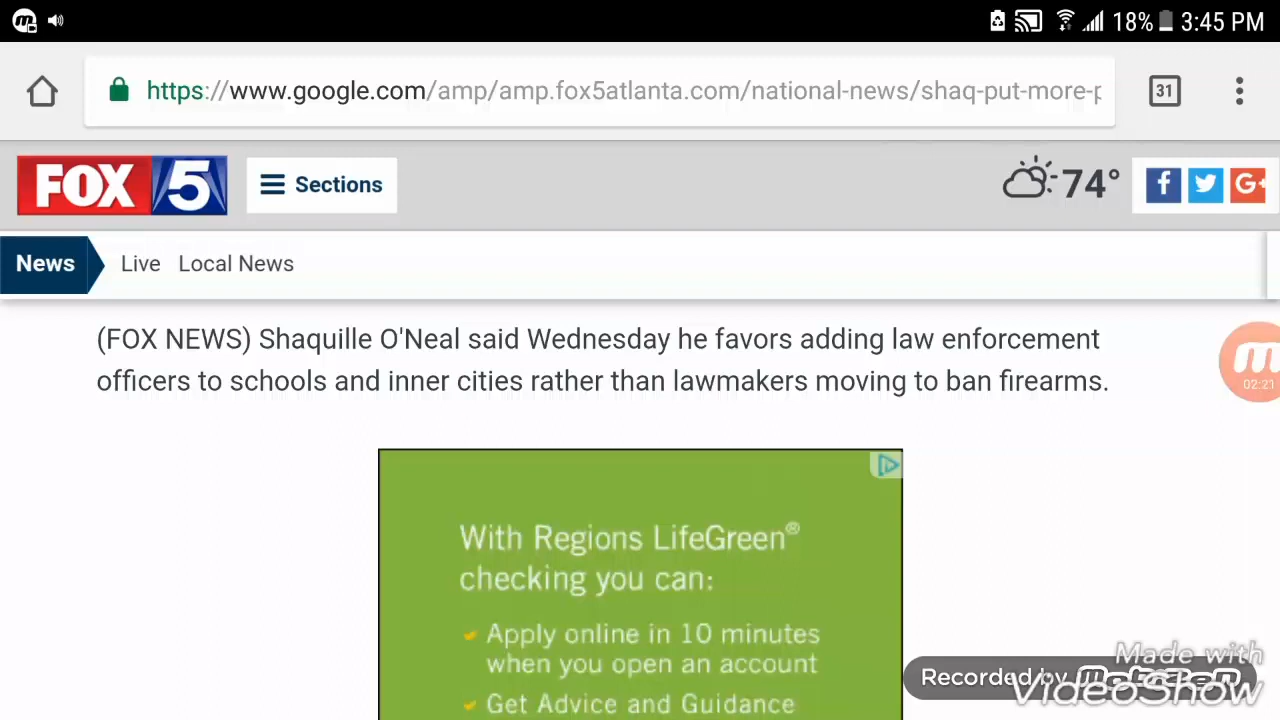 18% 3:45 PM
https://www.google.com/amp/amp.fox5atlanta.com/national-news/shaq-put-more-p
31
FOX 5
Sections
74°
f
G+
News
Live
Local News
(FOX NEWS) Shaquille O'Neal said Wednesday he favors adding law enforcement
officers to schools and inner cities rather than lawmakers moving to ban firearms.
02:21
With Regions LifeGreen®
checking you can:
Apply online in 10 minutes
when you open an account
Get Advice and Guidance
Made with
Recorded by
VideoShow